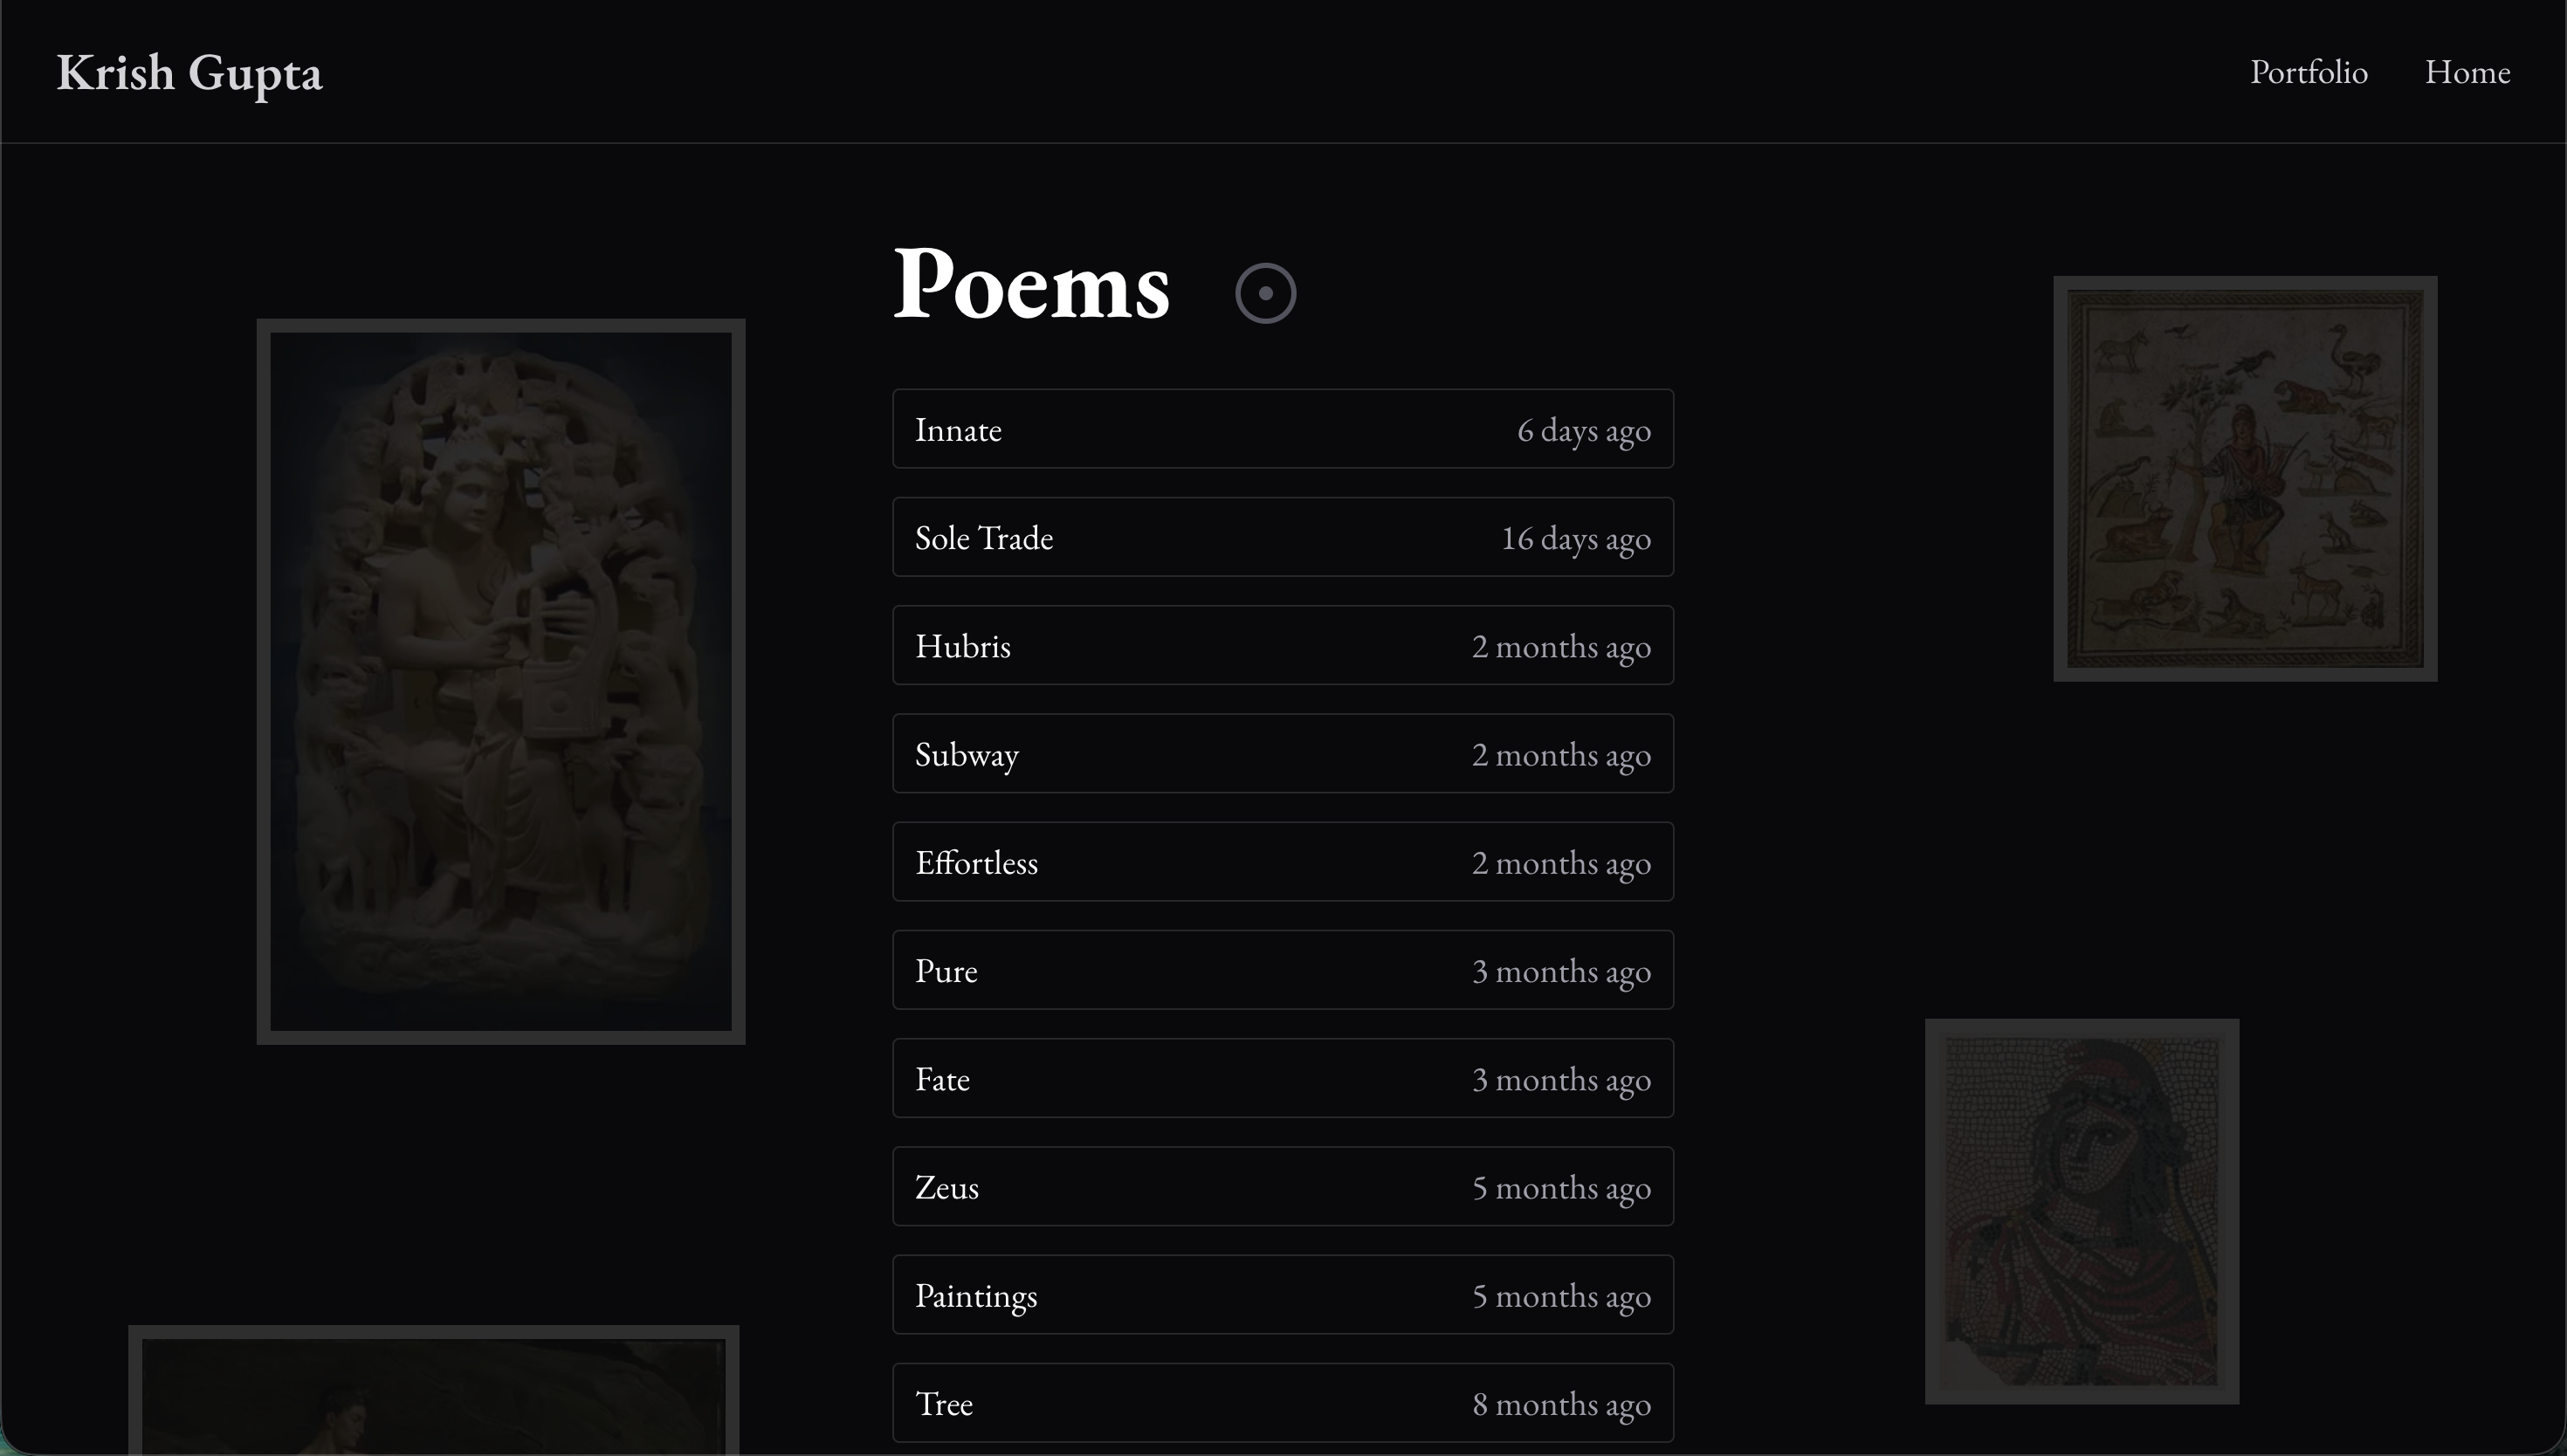 Krish Gupta
Portfolio Home
Poems
Innate 6 days ago
Sole Trade 16 days ago
Hubris 2 months ago
Subway 2 months ago
Effortless 2 months ago
Pure 3 months ago
Fate 3 months ago
Zeus 5 months ago
Paintings 5 months ago
Tree 8 months ago